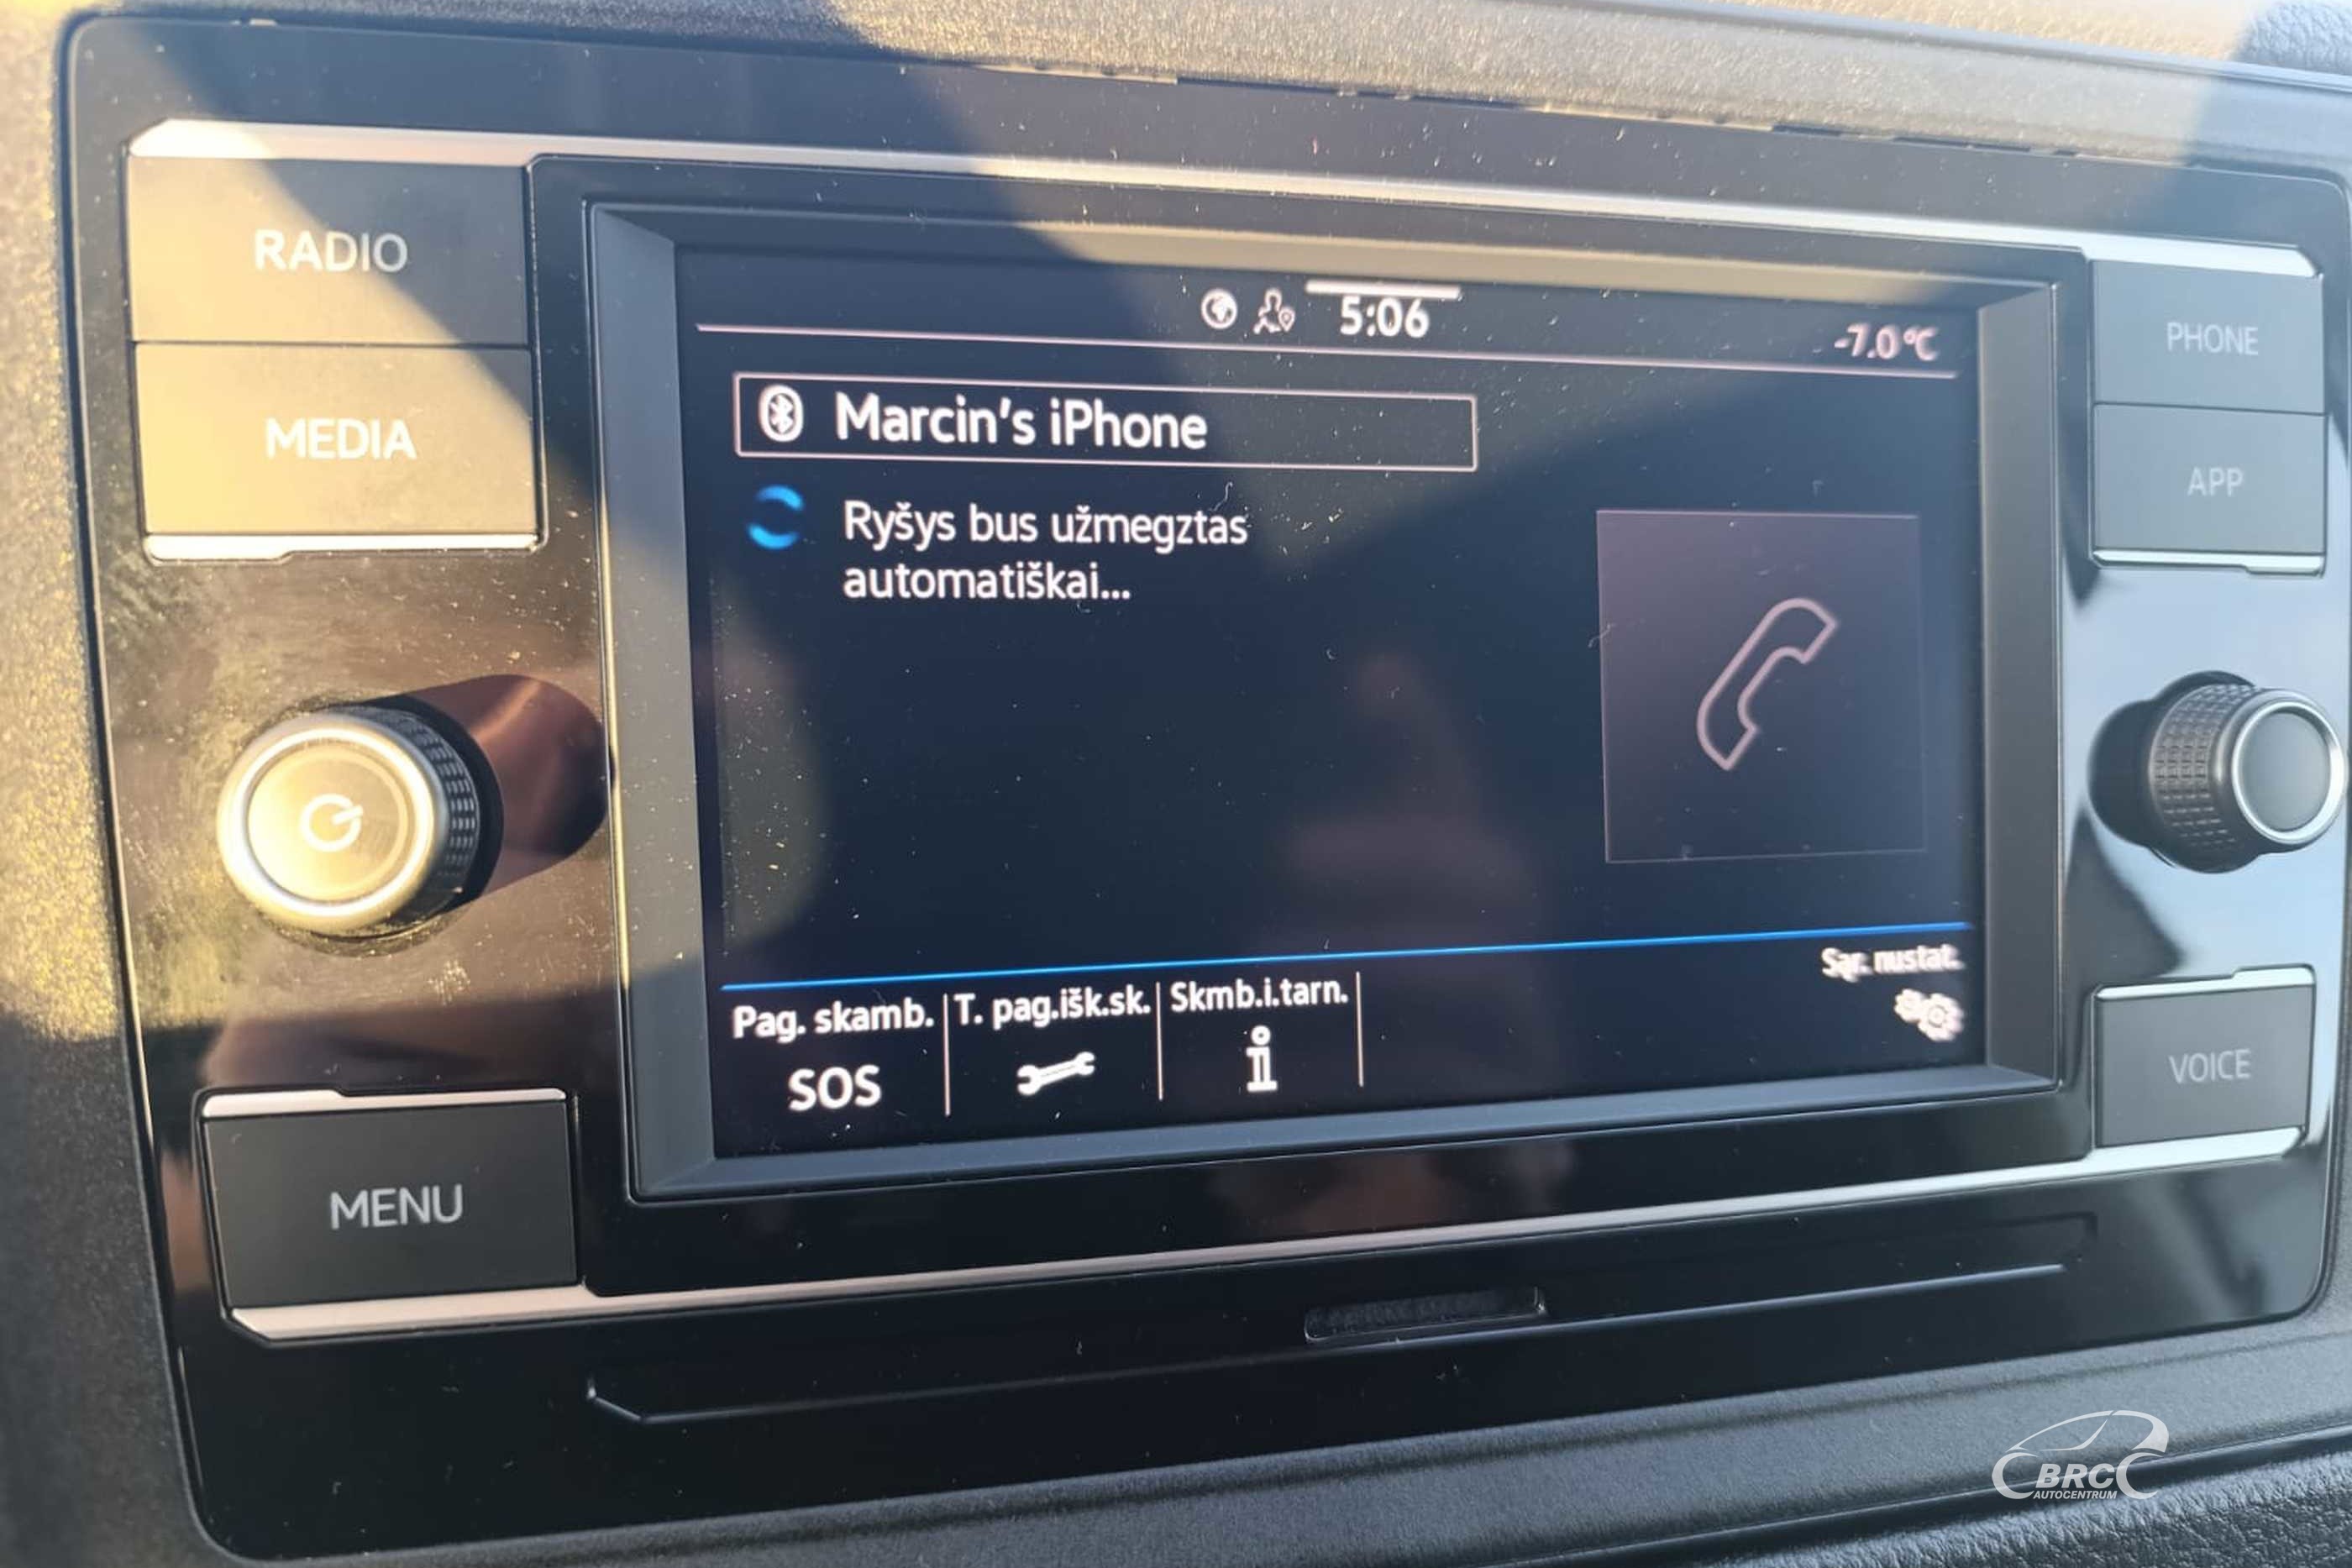 RADIO
MEDIA
MENU
5:06
-7.0°C
Marcin's iPhone
Ryšys bus užmegztas
automatiškai...
Pag. skamb.
SOS
T. pag.išk.sk.
Skmb.i.tarn.
i
Sąr. nustat.
PHONE
APP
VOICE
BRC
AUTOCENTRUM